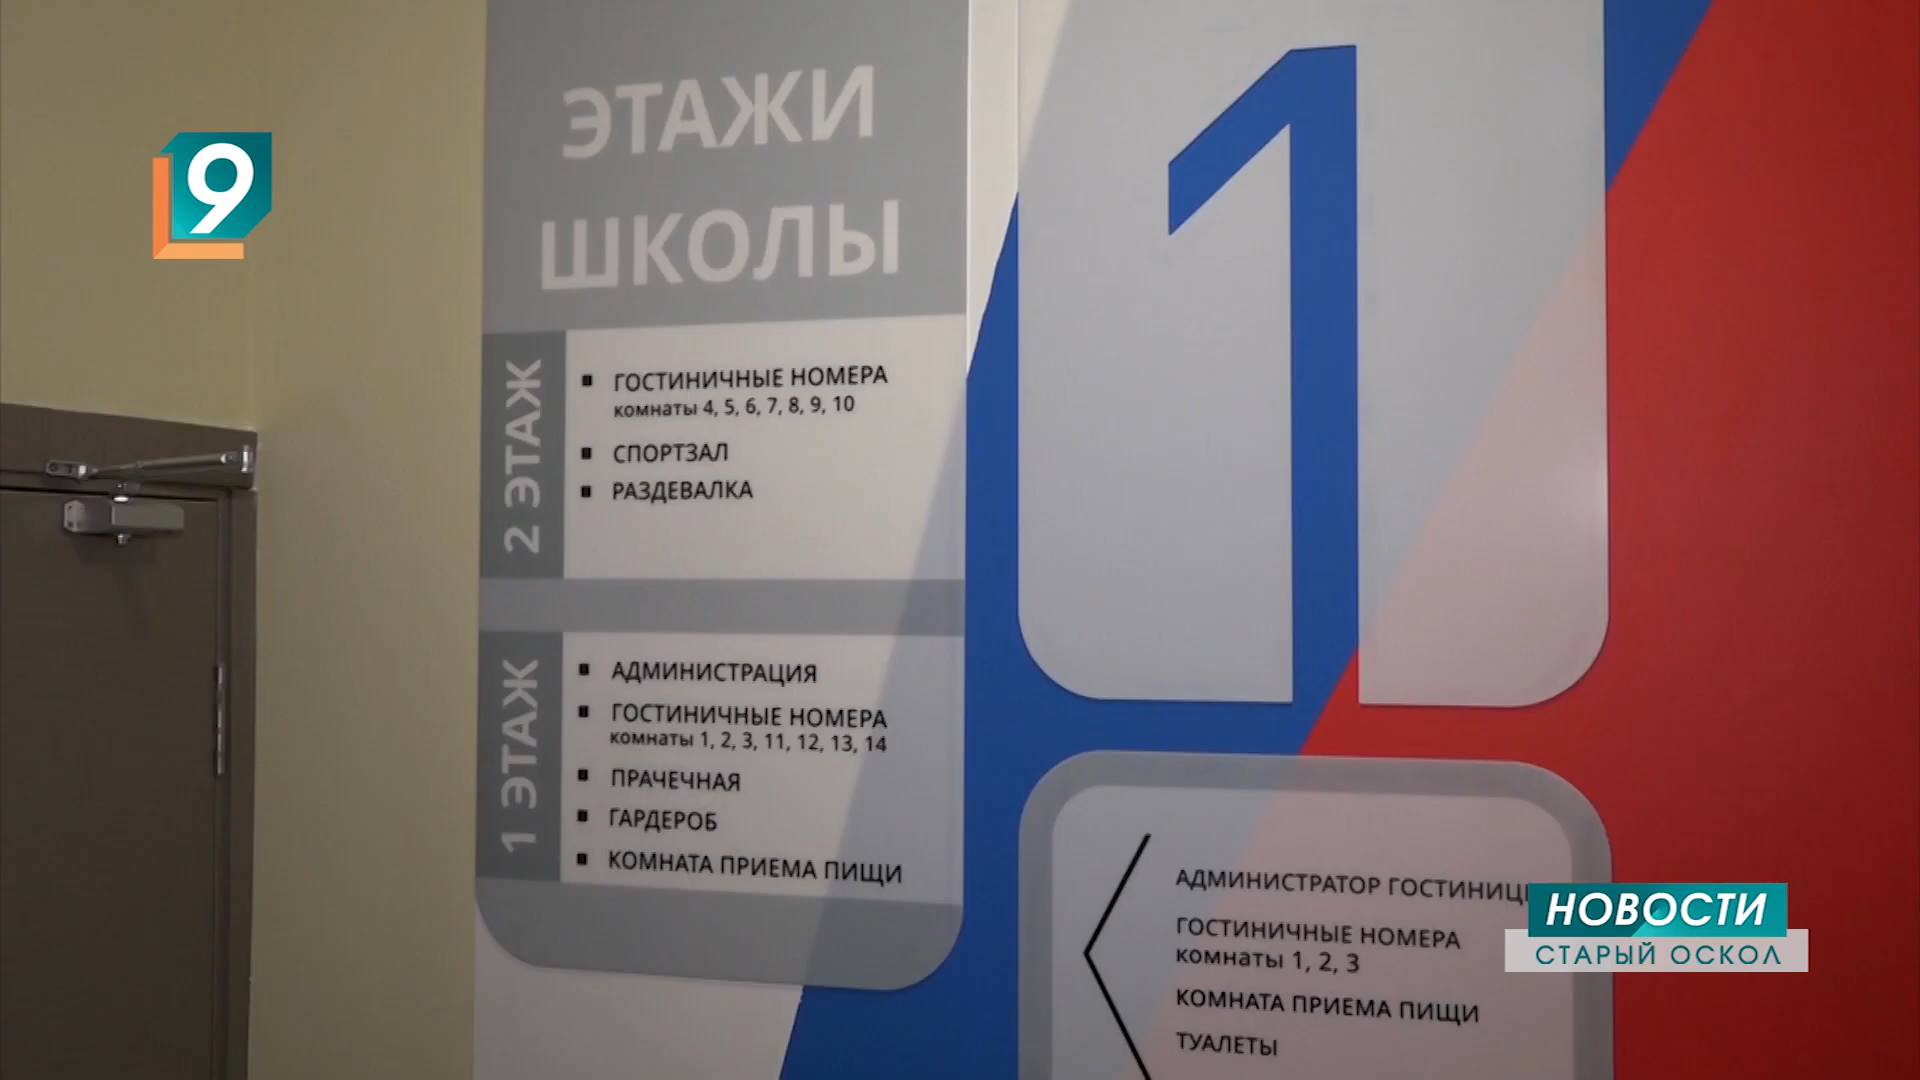 9
ЭТАЖИ
ШКОЛЫ
2 ЭТАЖ
ГОСТИНИЧНЫЕ НОМЕРА
комнаты 4, 5, 6, 7, 8, 9, 10
СПОРТЗАЛ
РАЗДЕВАЛКА
1 ЭТАЖ
АДМИНИСТРАЦИЯ
ГОСТИНИЧНЫЕ НОМЕРА
комнаты 1, 2, 3, 11, 12, 13, 14
ПРАЧЕЧНАЯ
ГАРДЕРОБ
КОМНАТА ПРИЕМА ПИЩИ
1
АДМИНИСТРАТОР
ГОСТИНИЧНЫЕ НОМЕРА
комнаты 1, 2, 3
КОМНАТА ПРИЕМА ПИЩИ
ТУАЛЕТЫ
НОВОСТИ
СТАРЫЙ ОСКОЛ